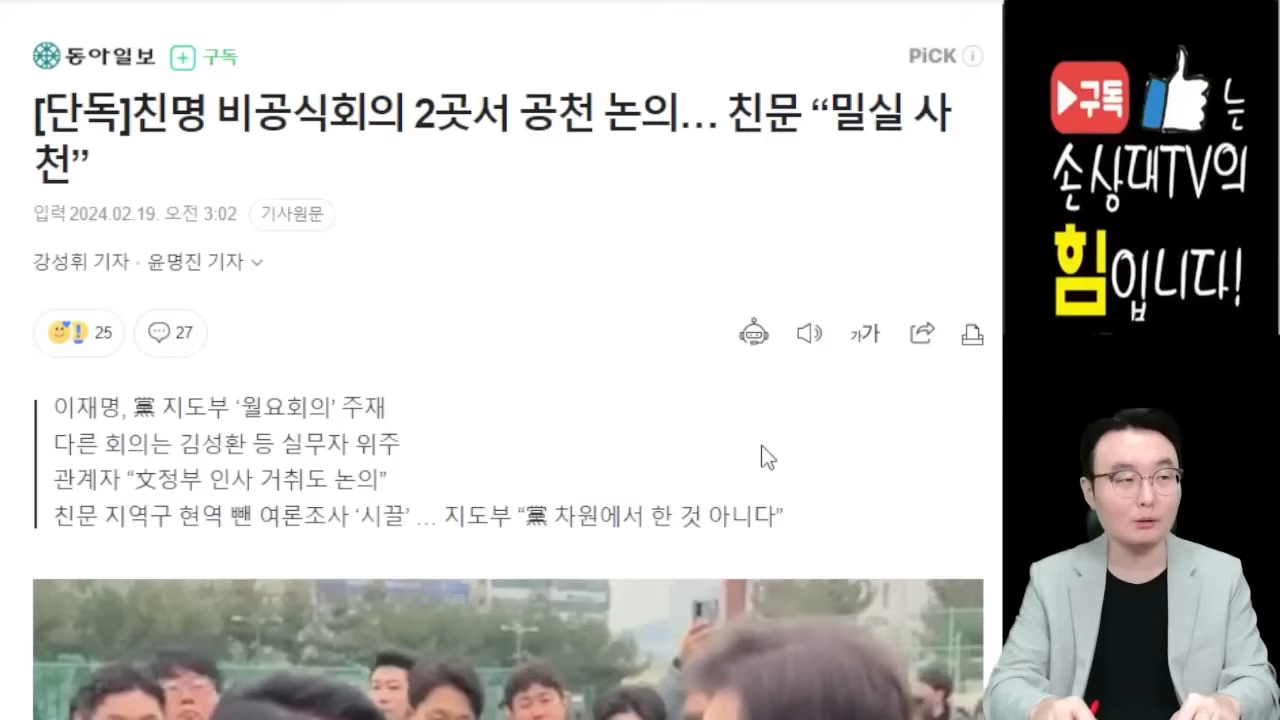 동아일보 구독
PiCK
[단독]친명 비공식회의 2곳서 공천 논의… 친문 “밀실 사
천”
입력 2024.02.19. 오전 3:02 기사원문
강성휘 기자 · 윤명진 기자
25
27
가가
이재명, 黨 지도부 ‘월요회의’ 주재
다른 회의는 김성환 등 실무자 위주
관계자 “文정부 인사 거취도 논의”
친문 지역구 현역 뺀 여론조사 ‘시끌’ … 지도부 “黨 차원에서 한 것 아니다”
구독 는
손상대TV의
힘입니다!